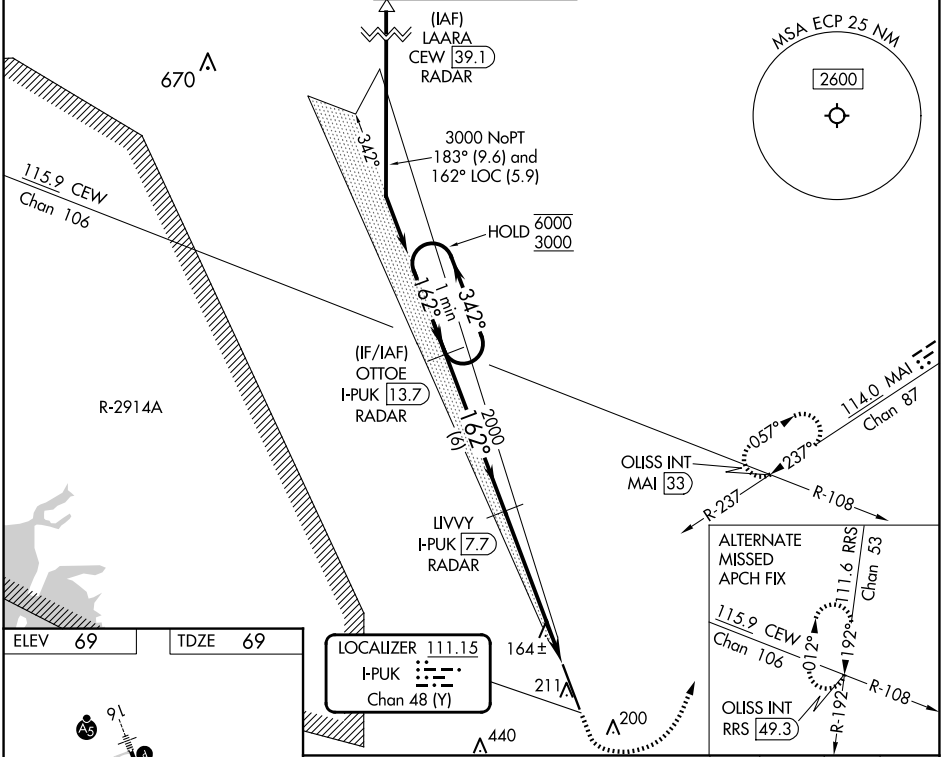 (IAF)
LAARA
CEW 39.1
RADAR
670
MSA ECP 25 NM
2600
342°
3000 NoPT
183° (9.6) and
162° LOC (5.9)
115.9 CEW
Chan 106
HOLD 6000
3000
162°
1 min
342°
(IF/IAF)
OTTOE
I-PUK 13.7
RADAR
R-2914A
2000
162°
(6)
114.0 MAI
Chan 87
057°
237°
OLISS INT
MAI 33
R-108
R-237
LIVVY
I-PUK 7.7
RADAR
ALTERNATE
MISSED
APCH FIX
111.6 RRS
Chan 53
115.9 CEW
Chan 106
012°
192°
R-108
OLISS INT
RRS 49.3
R-192
ELEV 69
TDZE 69
LOCALIZER 111.15
I-PUK
Chan 48 (Y)
164±
211
200
440
A5
16